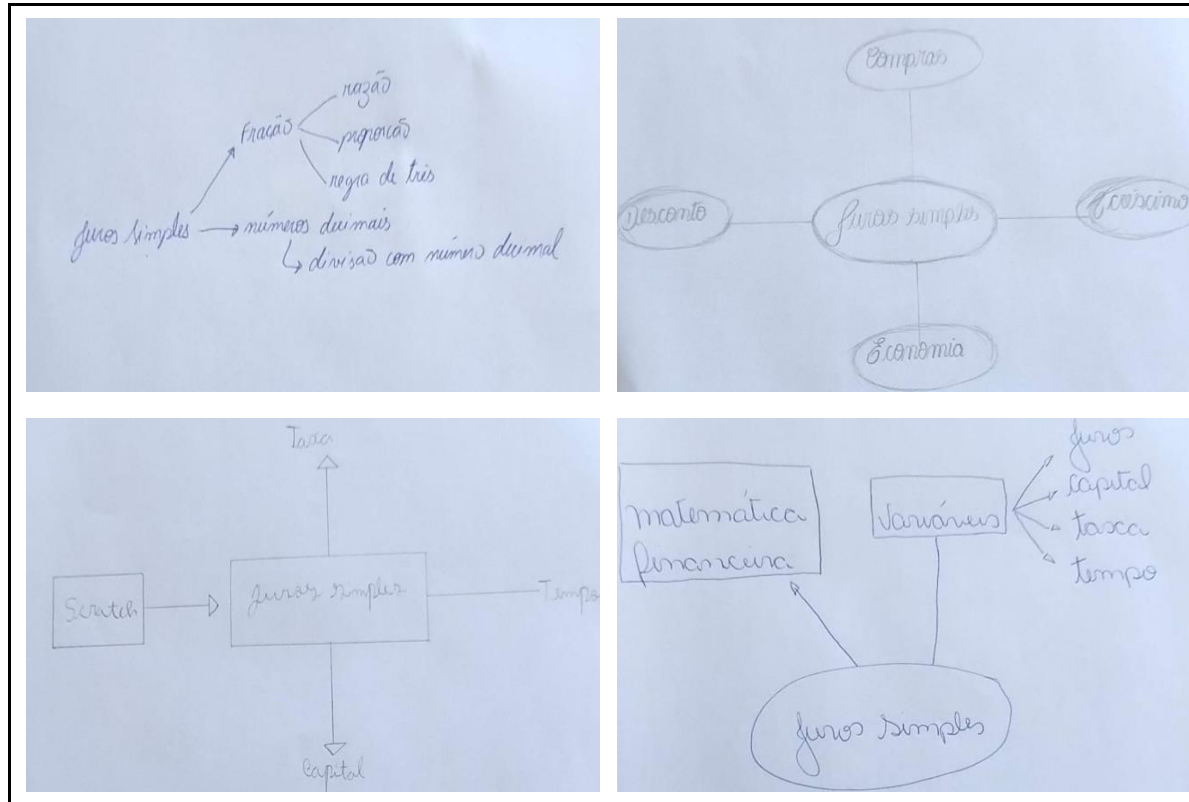 razão
Fração
proporção
regra de três
Juros simples
números decimais
divisão com número decimal
Compras
Desconto
Juros simples
Acréscimo
Economia
Taxa
Scratch
Juros simples
Tempo
Capital
matemática
financeira
Variáveis
juros
capital
taxa
tempo
Juros simples